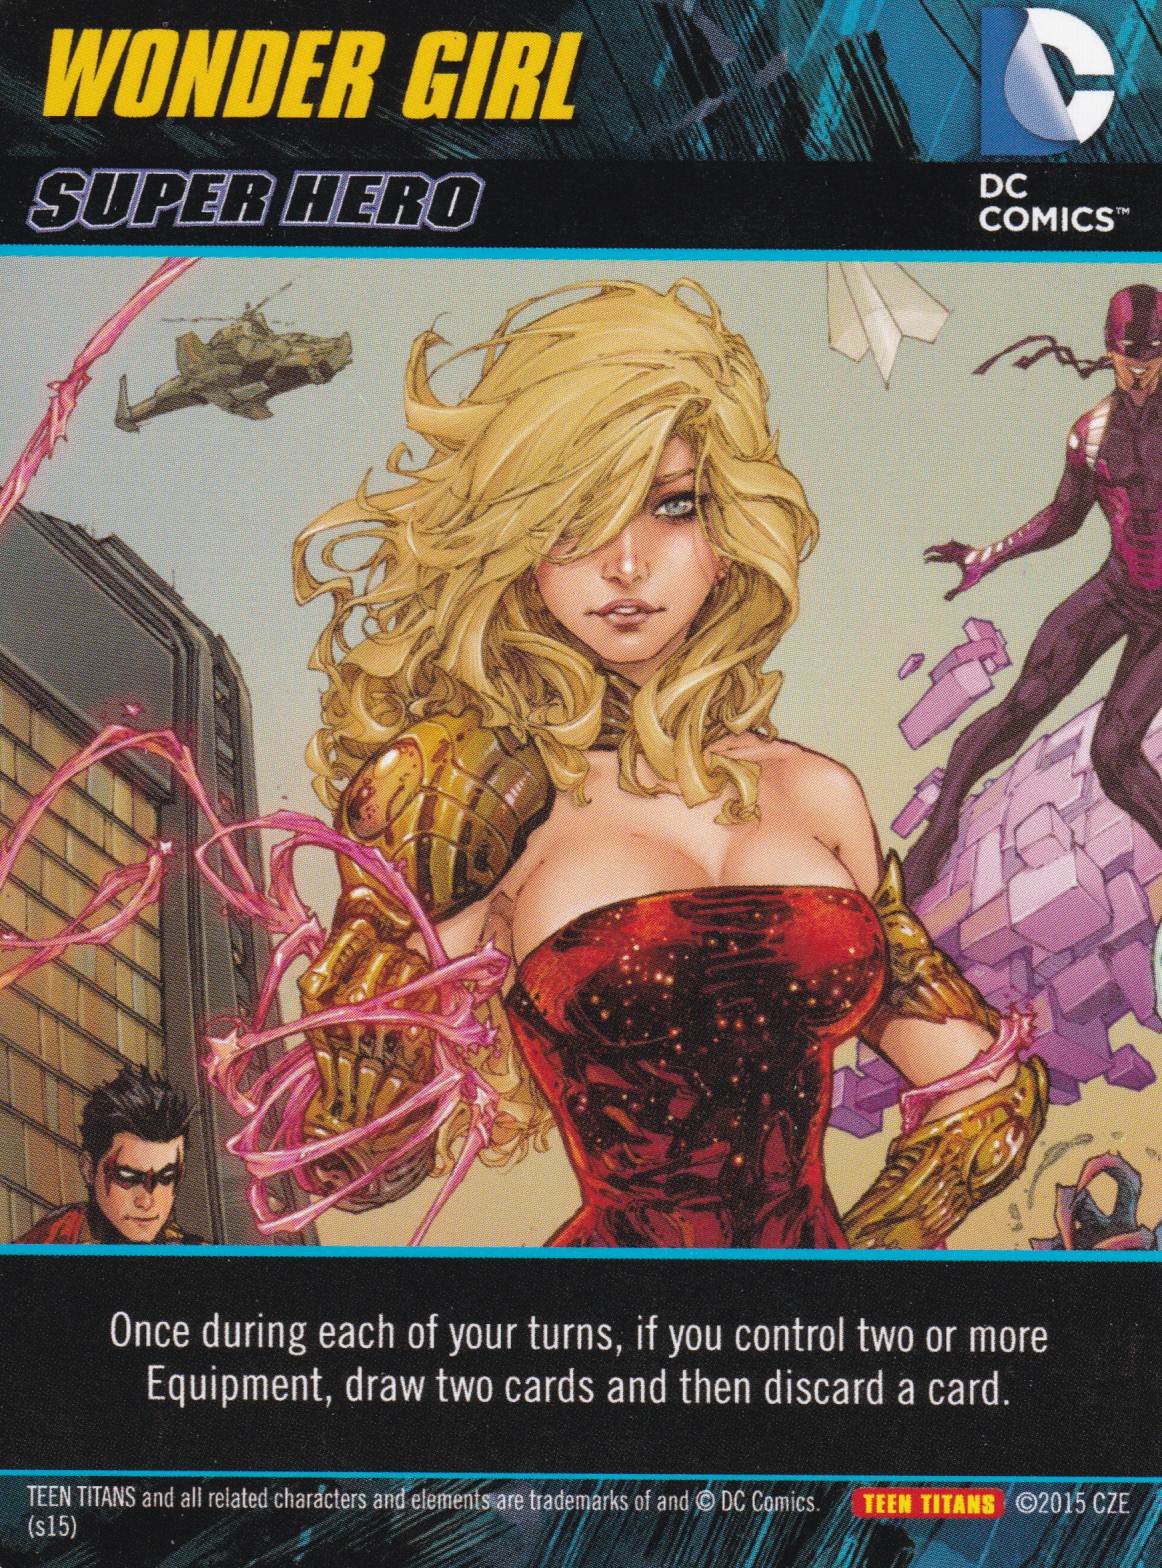 WONDER GIRL
SUPER HERO
DC
COMICS™
Once during each of your turns, if you control two or more
Equipment, draw two cards and then discard a card.
TEEN TITANS and all related characters and elements are trademarks of and © DC Comics.
(s15)
TEEN TITANS ©2015 CZE